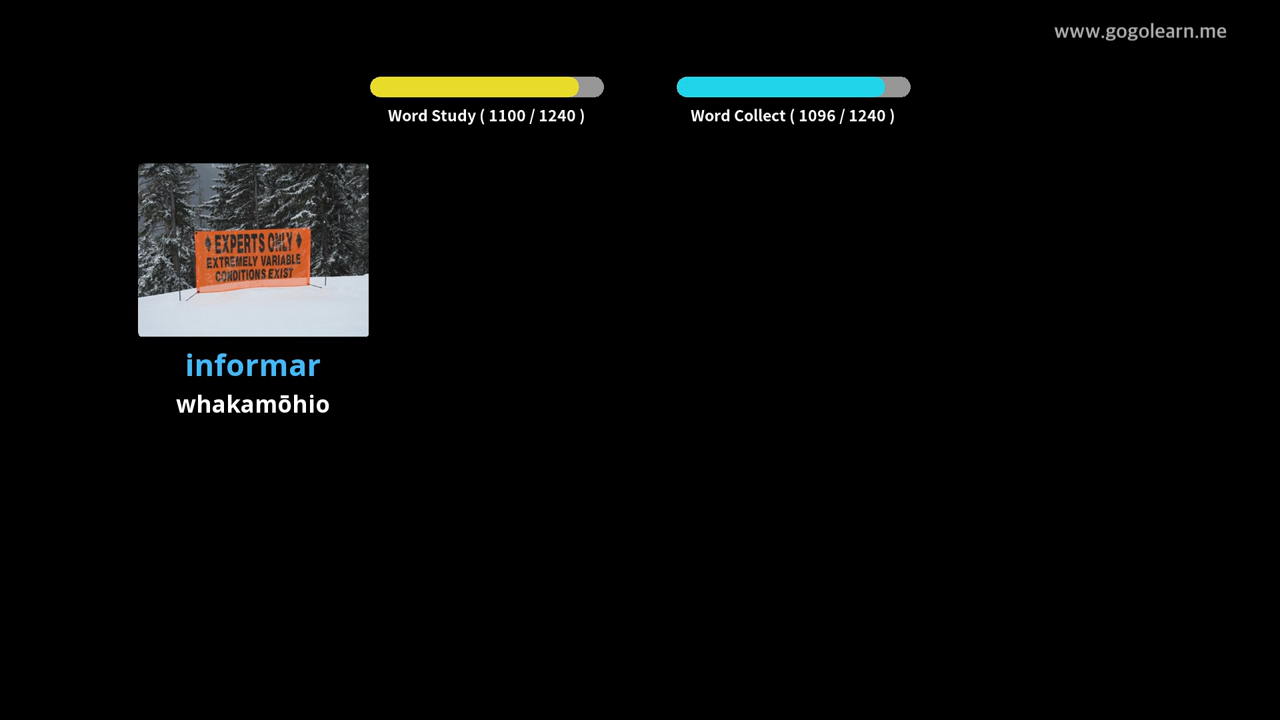 www.gogolearn.me
Word Study ( 1100 / 1240 )
Word Collect ( 1096 / 1240 )
EXPERTS ONLY
EXTREMELY VARIABLE
CONDITIONS EXIST
informar
whakamōhio